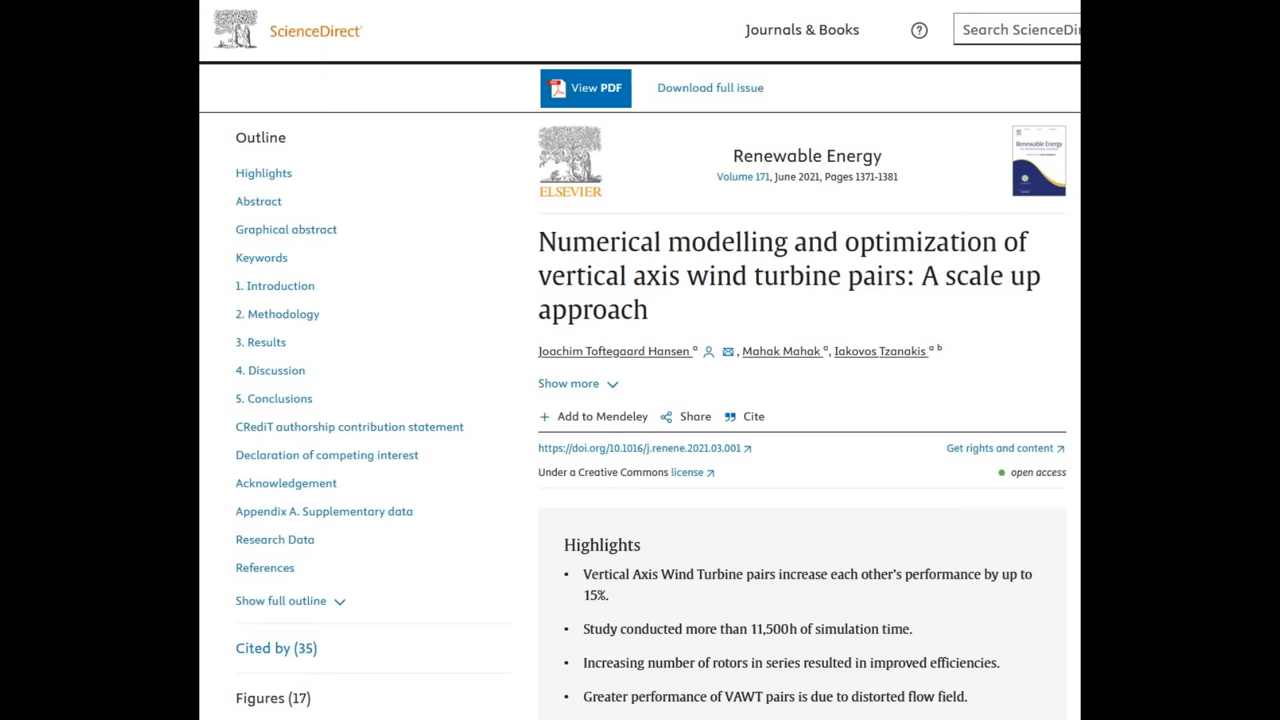 ScienceDirect
Journals & Books
Search ScienceDi
View PDF
Download full issue
Outline
Highlights
Abstract
Graphical abstract
Keywords
1. Introduction
2. Methodology
3. Results
4. Discussion
5. Conclusions
CRediT authorship contribution statement
Declaration of competing interest
Acknowledgement
Appendix A. Supplementary data
Research Data
References
Show full outline
Cited by (35)
Figures (17)
ELSEVIER
Renewable Energy
Volume 171, June 2021, Pages 1371-1381
Renewable Energy
Numerical modelling and optimization of
vertical axis wind turbine pairs: A scale up
approach
Joachim Toftegaard Hansen a, Mahak Mahak a, Iakovos Tzanakis a b
Show more
+ Add to Mendeley Share Cite
https://doi.org/10.1016/j.renene.2021.03.001
Get rights and content
Under a Creative Commons license
open access
Highlights
• Vertical Axis Wind Turbine pairs increase each other's performance by up to
15%.
• Study conducted more than 11,500h of simulation time.
• Increasing number of rotors in series resulted in improved efficiencies.
• Greater performance of VAWT pairs is due to distorted flow field.